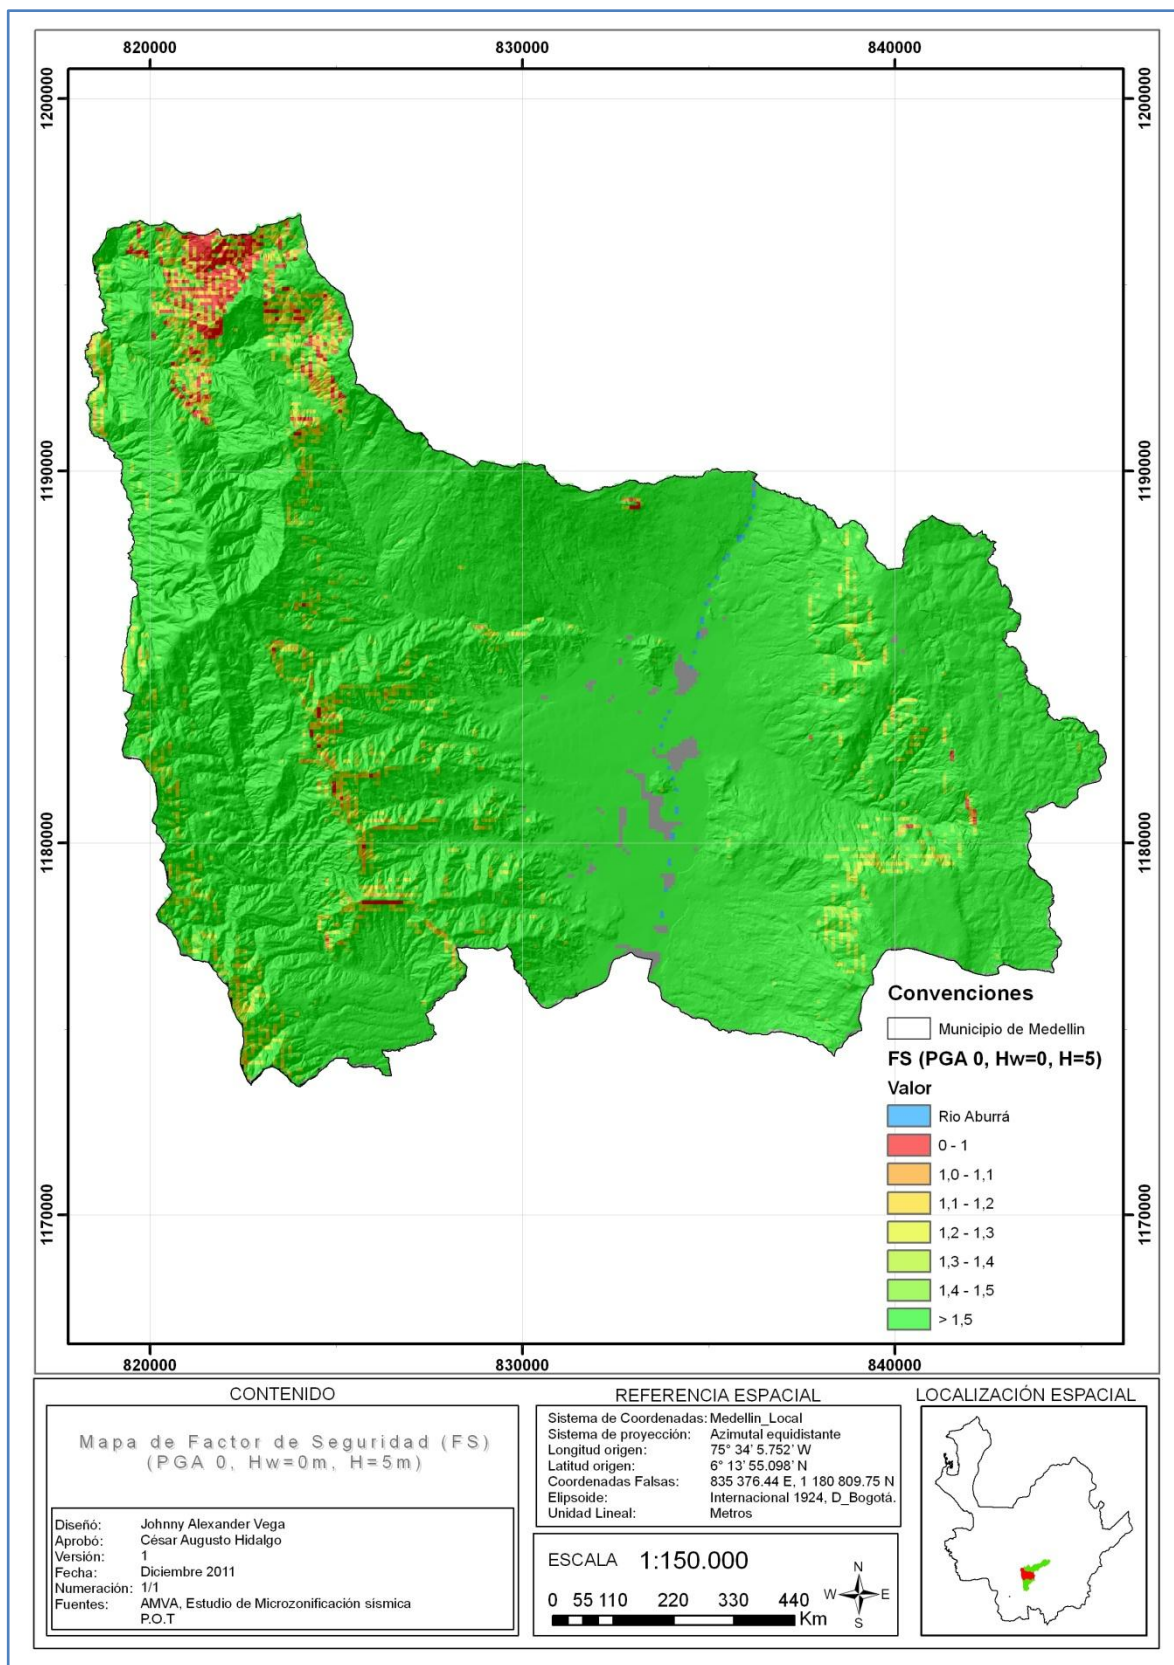 820000 830000 840000
1200000 1200000
1190000 1190000
1180000 1180000
1170000 1170000
Convenciones
Municipio de Medellin
FS (PGA 0, Hw=0, H=5)
Valor
Rio Aburrá
0 - 1
1,0 - 1,1
1,1 - 1,2
1,2 - 1,3
1,3 - 1,4
1,4 - 1,5
> 1,5
820000 830000 840000
CONTENIDO
Mapa de Factor de Seguridad (FS)
(PGA 0, Hw=0m, H=5m)
Diseñó: Johnny Alexander Vega
Aprobó: César Augusto Hidalgo
Versión: 1
Fecha: Diciembre 2011
Numeración: 1/1
Fuentes: AMVA, Estudio de Microzonificación sismica
P.O.T
REFERENCIA ESPACIAL
Sistema de Coordenadas: Medellin_Local
Sistema de proyección: Azimutal equidistante
Longitud origen: 75° 34' 5.752' W
Latitud origen: 6° 13' 55.098' N
Coordenadas Falsas: 835 376.44 E, 1 180 809.75 N
Elipsoide: Internacional 1924, D_Bogotá.
Unidad Lineal: Metros
ESCALA 1:150.000
0 55 110 220 330 440
Km
N
W E
S
LOCALIZACIÓN ESPACIAL